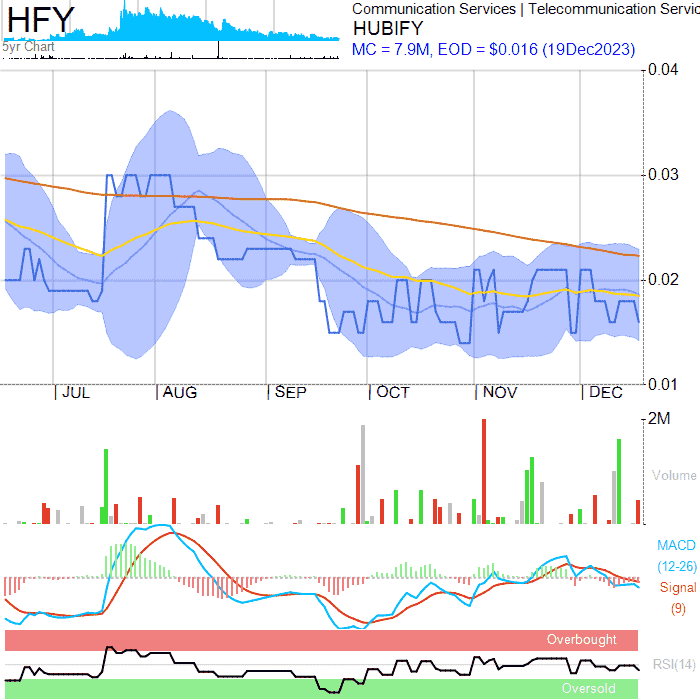 HFY
5yr Chart
Communication Services | Telecommunication Servic
HUBIFY
MC = 7.9M, EOD = $0.016 (19Dec2023)
0.04
0.03
0.02
0.01
JUL
AUG
SEP
OCT
NOV
DEC
2M
Volume
MACD
(12-26)
Signal
(9)
Overbought
RSI(14)
Oversold